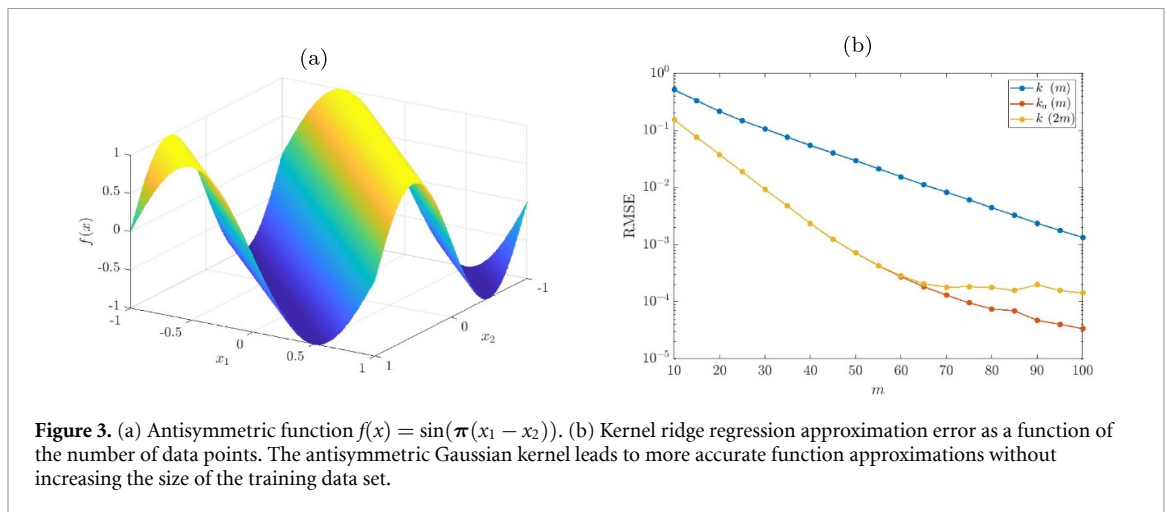 (a)
1
0.5
0
-0.5
-1
f(x)
-1
-0.5
0
0.5
1
x₁
1
0
-1
x₂
(b)
10⁰
10⁻¹
10⁻²
10⁻³
10⁻⁴
10⁻⁵
RMSE
k (m)
kₐ (m)
k (2m)
10 20 30 40 50 60 70 80 90 100
m
Figure 3. (a) Antisymmetric function f(x) = sin(π(x₁ − x₂)). (b) Kernel ridge regression approximation error as a function of
the number of data points. The antisymmetric Gaussian kernel leads to more accurate function approximations without
increasing the size of the training data set.